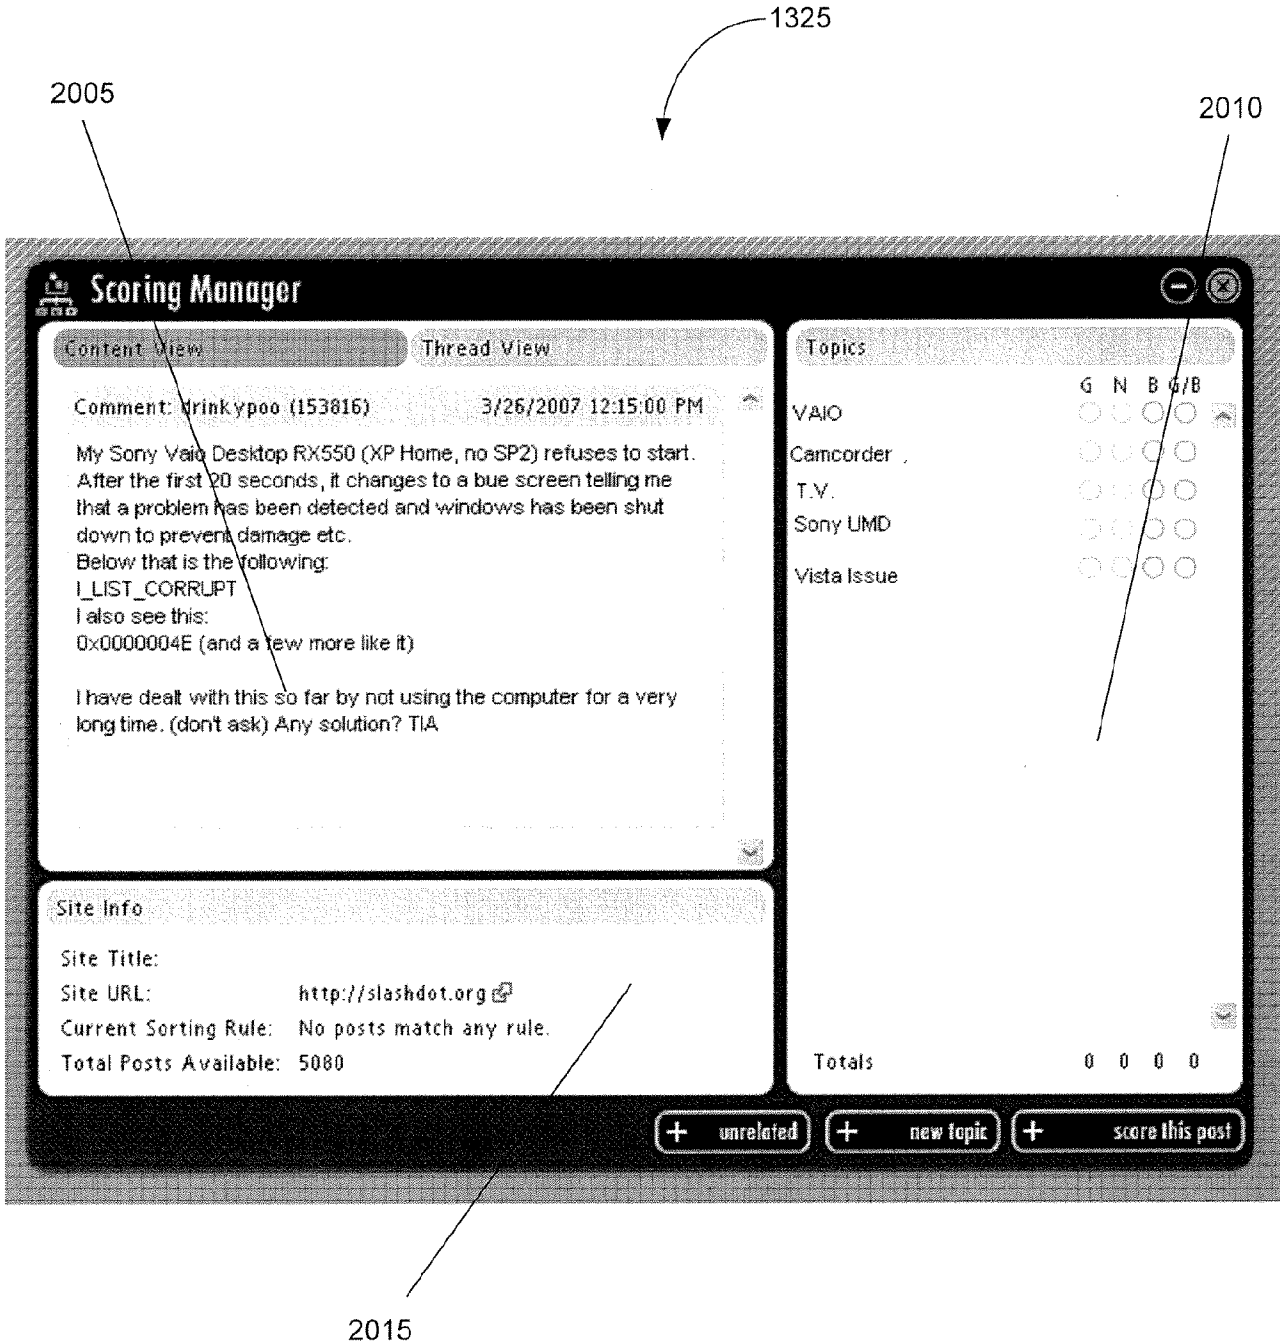 1325
2005
2010
Scoring Manager
Content View
Thread View
Comment: drinkypoo (153816) 3/26/2007 12:15:00 PM
My Sony Vaio Desktop RX550 (XP Home, no SP2) refuses to start.
After the first 20 seconds, it changes to a bue screen telling me
that a problem has been detected and windows has been shut
down to prevent damage etc.
Below that is the following:
I_LIST_CORRUPT
I also see this:
0x0000004E (and a few more like it)
I have dealt with this so far by not using the computer for a very
long time. (don't ask) Any solution? TIA
Topics
G N B G/B
VAIO
Camcorder
T.V.
Sony UMD
Vista Issue
Totals 0 0 0 0
Site Info
Site Title:
Site URL: http://slashdot.org
Current Sorting Rule: No posts match any rule.
Total Posts Available: 5080
+ unrelated
+ new topic
+ score this post
2015